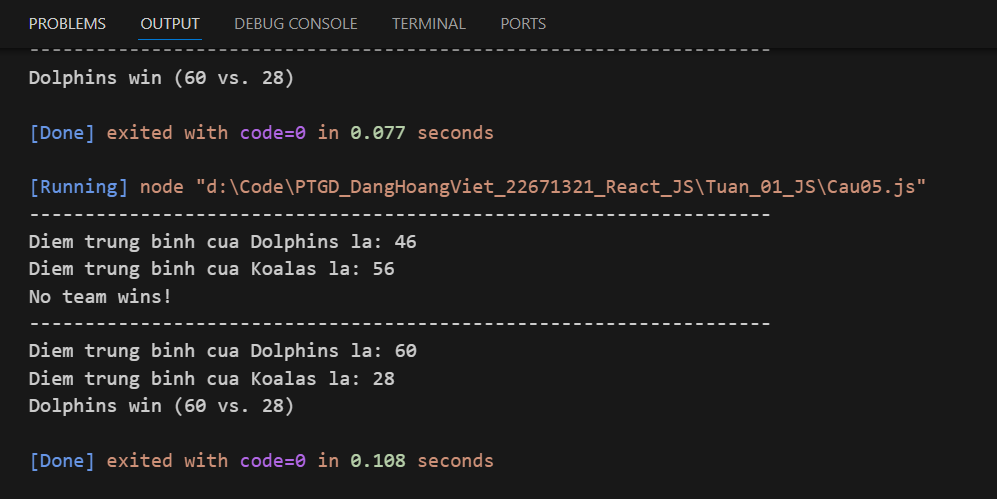 PROBLEMS OUTPUT DEBUG CONSOLE TERMINAL PORTS
-------------------------------------------------------------------
Dolphins win (60 vs. 28)
[Done] exited with code=0 in 0.077 seconds
[Running] node "d:\Code\PTGD_DangHoangViet_22671321_React_JS\Tuan_01_JS\Cau05.js"
-------------------------------------------------------------------
Diem trung binh cua Dolphins la: 46
Diem trung binh cua Koalas la: 56
No team wins!
-------------------------------------------------------------------
Diem trung binh cua Dolphins la: 60
Diem trung binh cua Koalas la: 28
Dolphins win (60 vs. 28)
[Done] exited with code=0 in 0.108 seconds